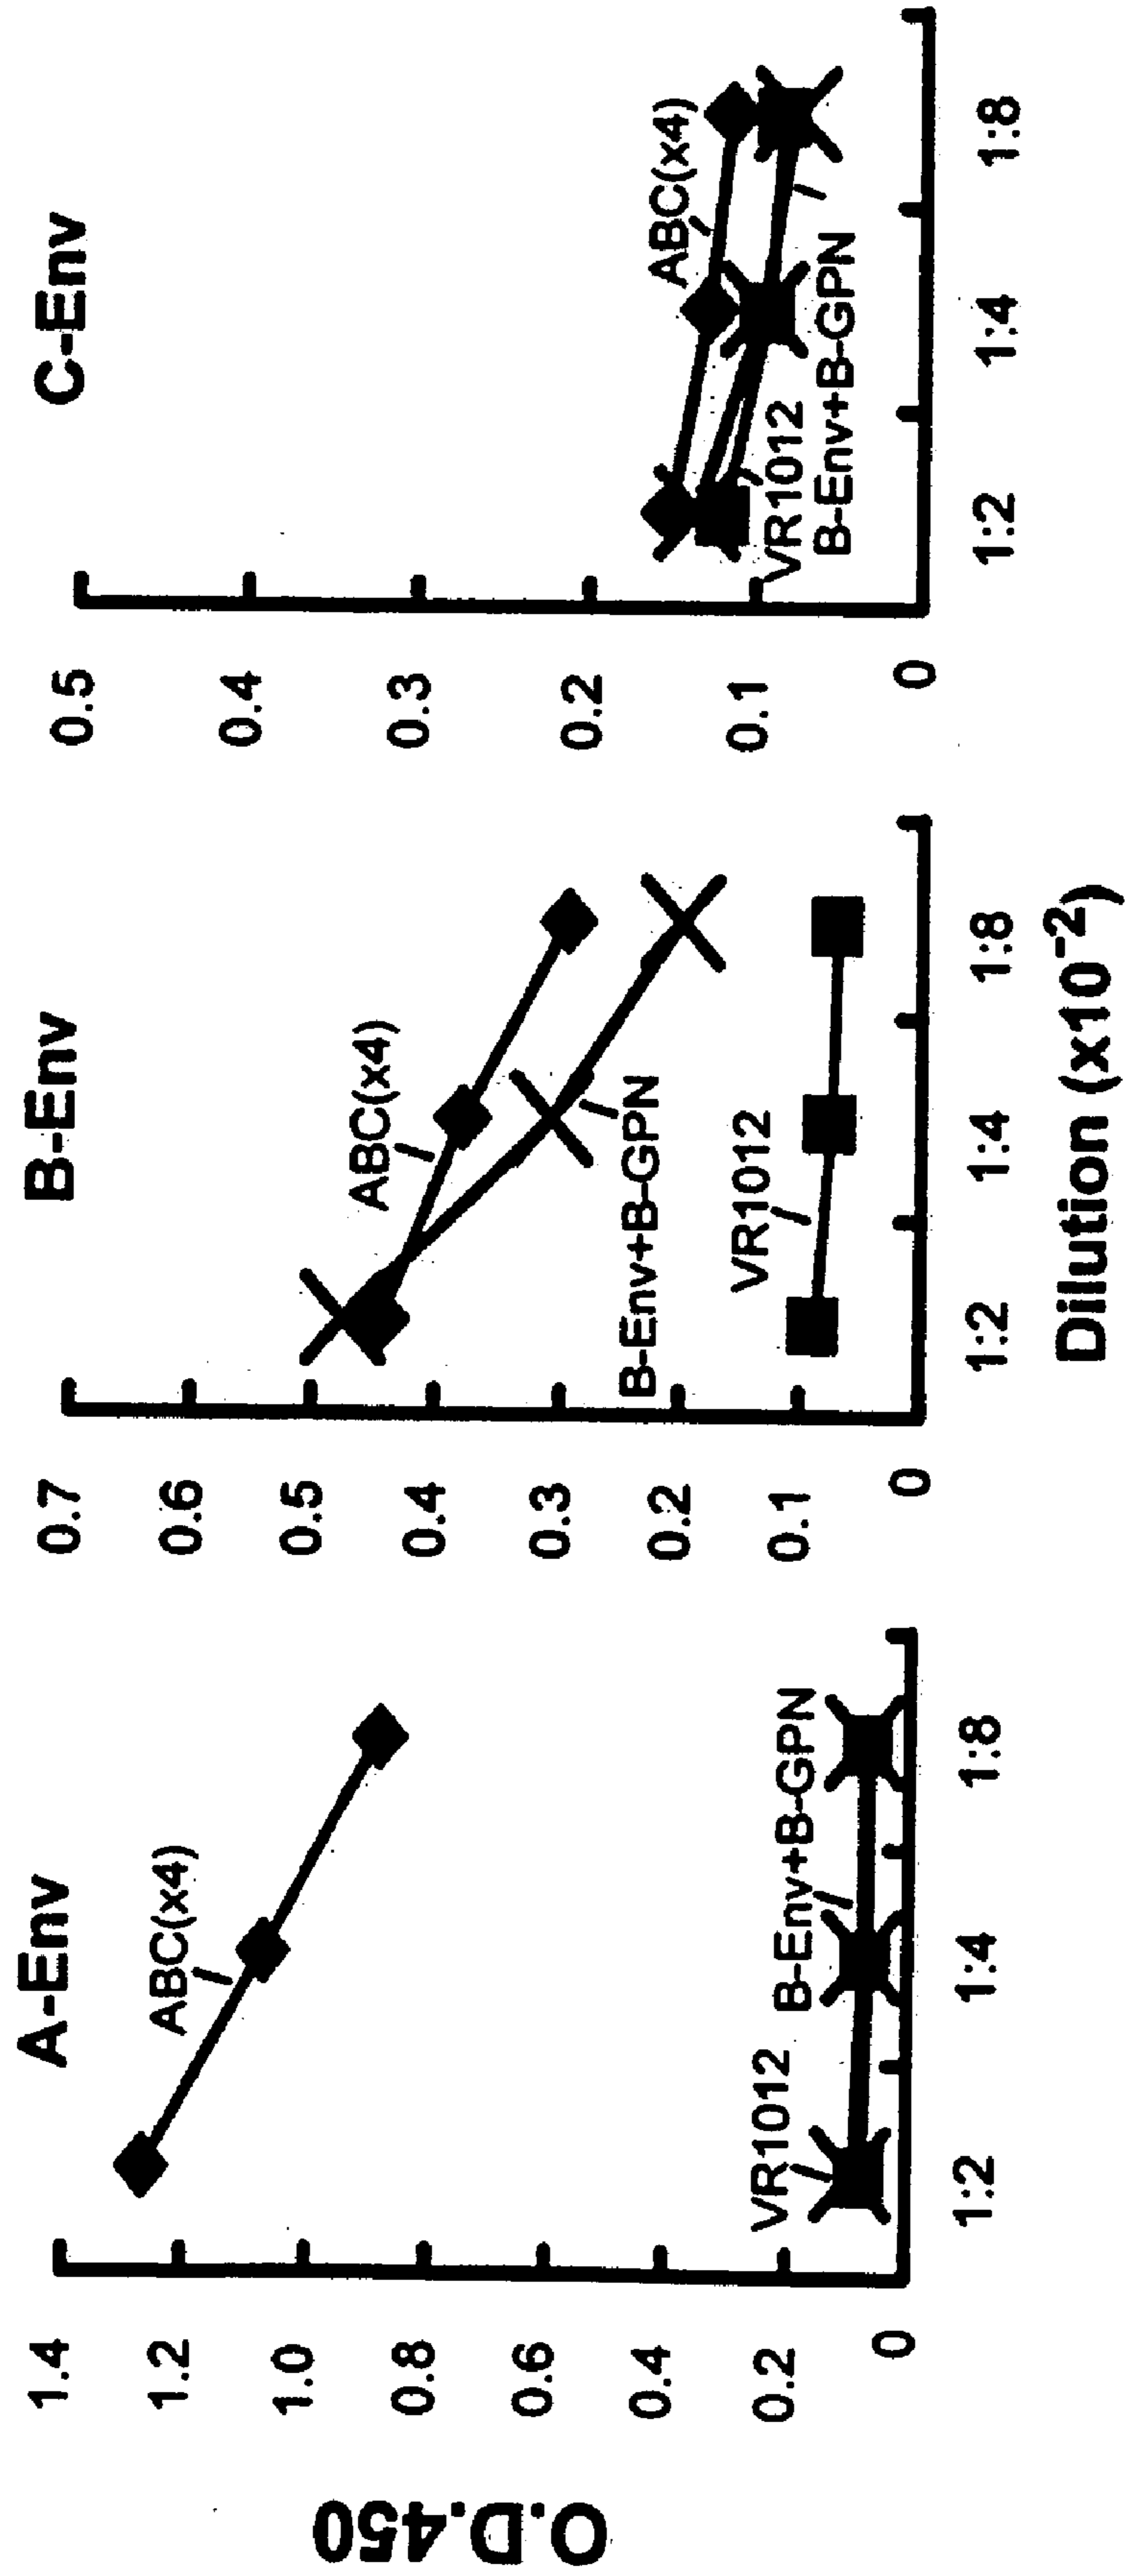 A-Env
O.D.450
1.4
1.2
1.0
0.8
0.6
0.4
0.2
0
ABC(x4)
VR1012
B-Env+B-GPN
1:2
1:4
1:8
B-Env
0.7
0.6
0.5
0.4
0.3
0.2
0.1
0
ABC(x4)
B-Env+B-GPN
VR1012
1:2
1:4
1:8
Dilution (x10⁻²)
C-Env
0.5
0.4
0.3
0.2
0.1
0
ABC(x4)
VR1012
B-Env+B-GPN
1:2
1:4
1:8